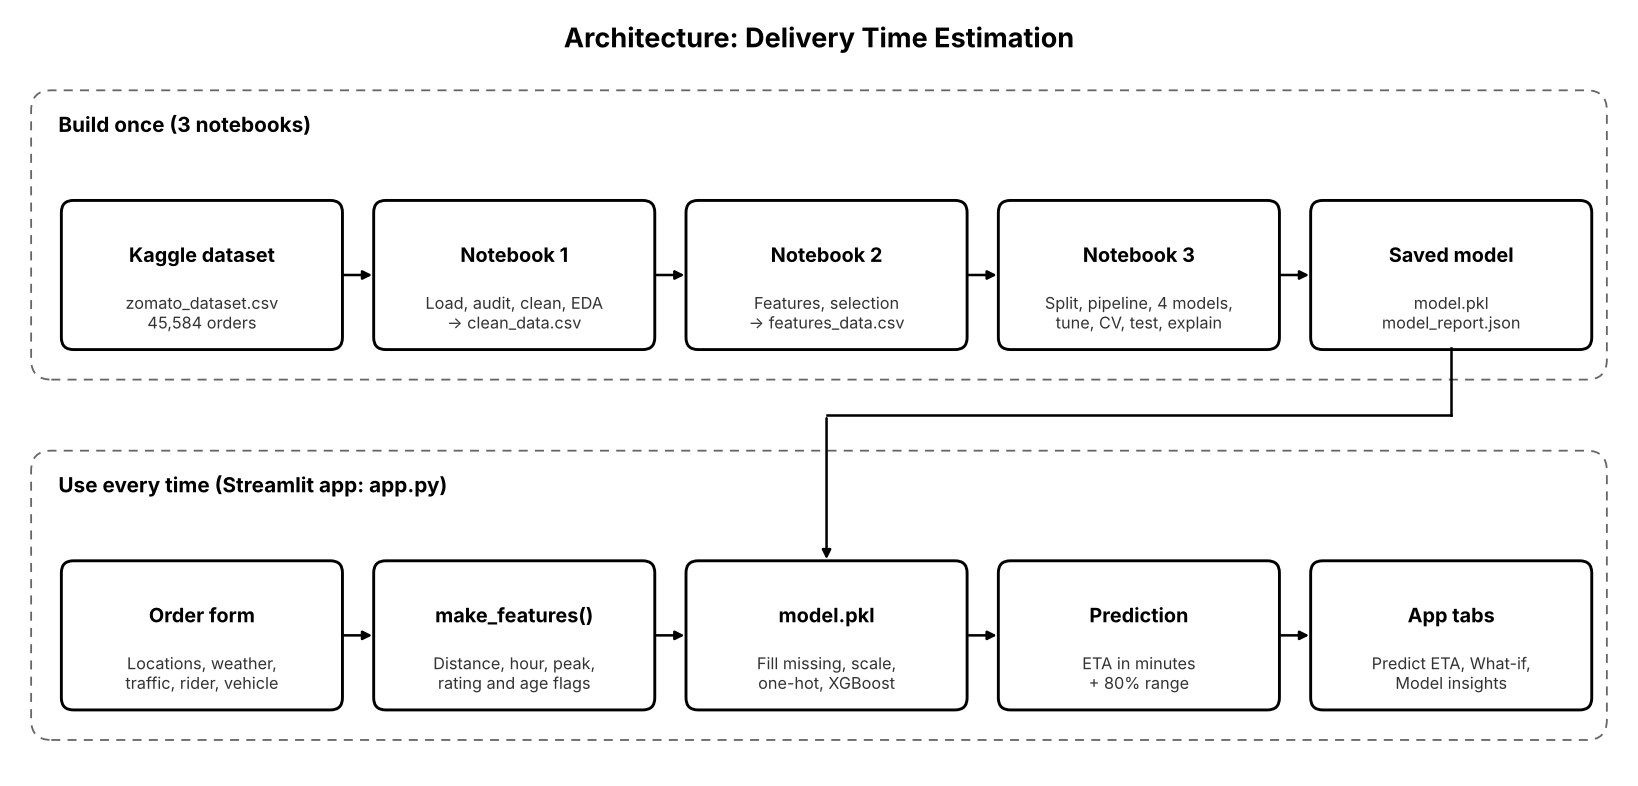 Architecture: Delivery Time Estimation
Build once (3 notebooks)
Kaggle dataset
zomato_dataset.csv
45,584 orders
Notebook 1
Load, audit, clean, EDA
→ clean_data.csv
Notebook 2
Features, selection
→ features_data.csv
Notebook 3
Split, pipeline, 4 models,
tune, CV, test, explain
Saved model
model.pkl
model_report.json
Use every time (Streamlit app: app.py)
Order form
Locations, weather,
traffic, rider, vehicle
make_features()
Distance, hour, peak,
rating and age flags
model.pkl
Fill missing, scale,
one-hot, XGBoost
Prediction
ETA in minutes
+ 80% range
App tabs
Predict ETA, What-if,
Model insights